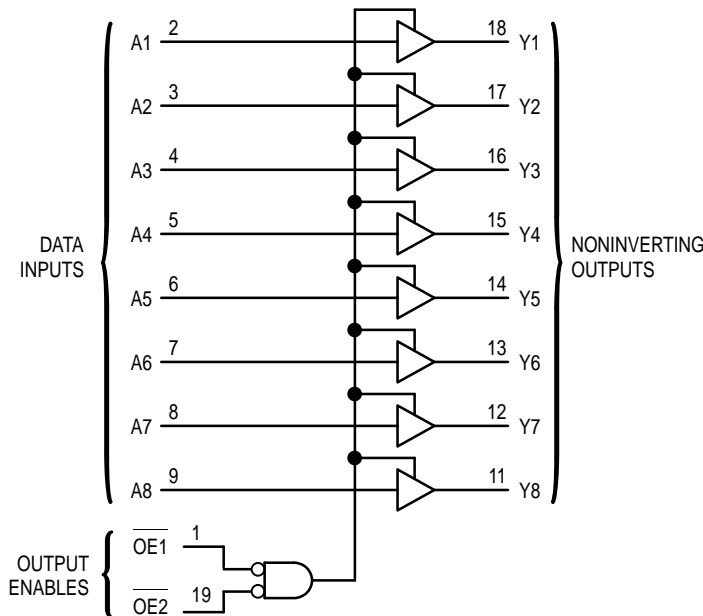 A1 2 18 Y1
A2 3 17 Y2
A3 4 16 Y3
A4 5 15 Y4
DATA
INPUTS
NONINVERTING
OUTPUTS
A5 6 14 Y5
A6 7 13 Y6
A7 8 12 Y7
A8 9 11 Y8
OUTPUT
ENABLES
O̅E̅1̅ 1
O̅E̅2̅ 19